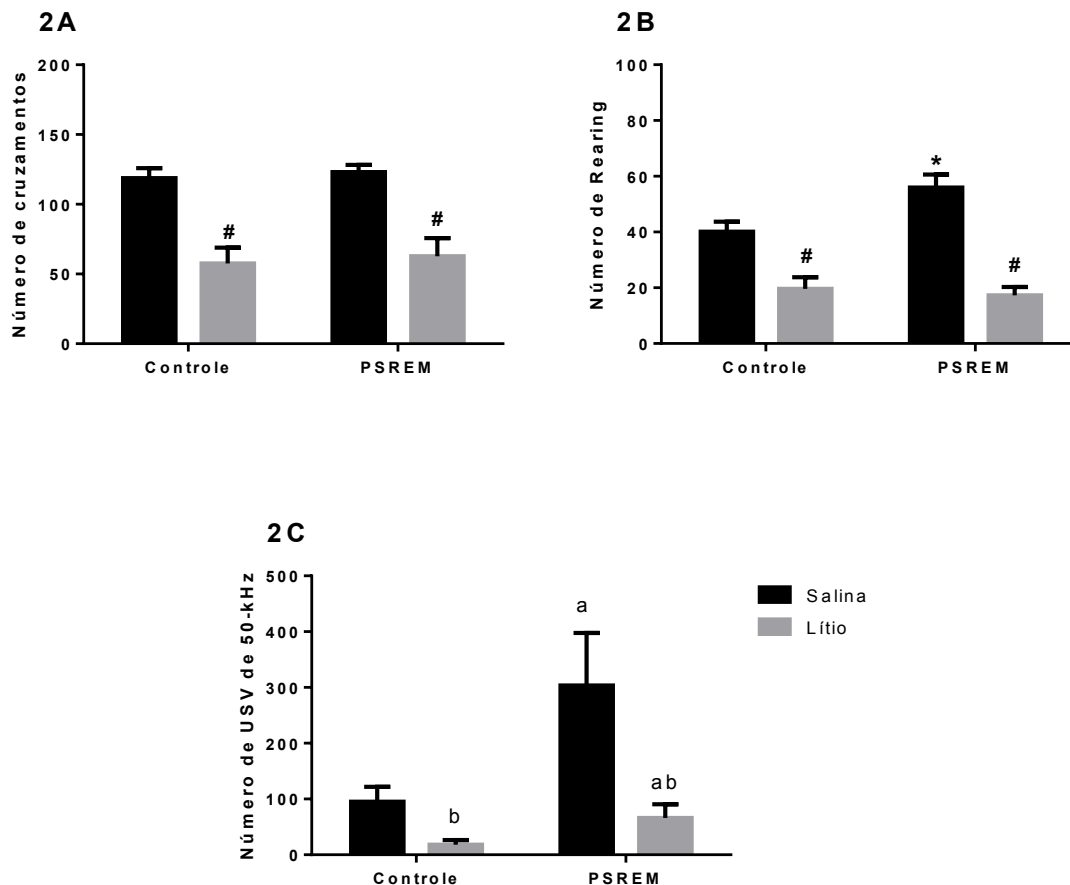 2A
Número de cruzamentos
200
150
100
50
0
#
#
Controle
PSREM
2B
Número de Rearing
100
80
60
40
20
0
#
*
#
Controle
PSREM
2C
Número de USV de 50-kHz
500
400
300
200
100
0
b
a
ab
Controle
PSREM
Salina
Lítio